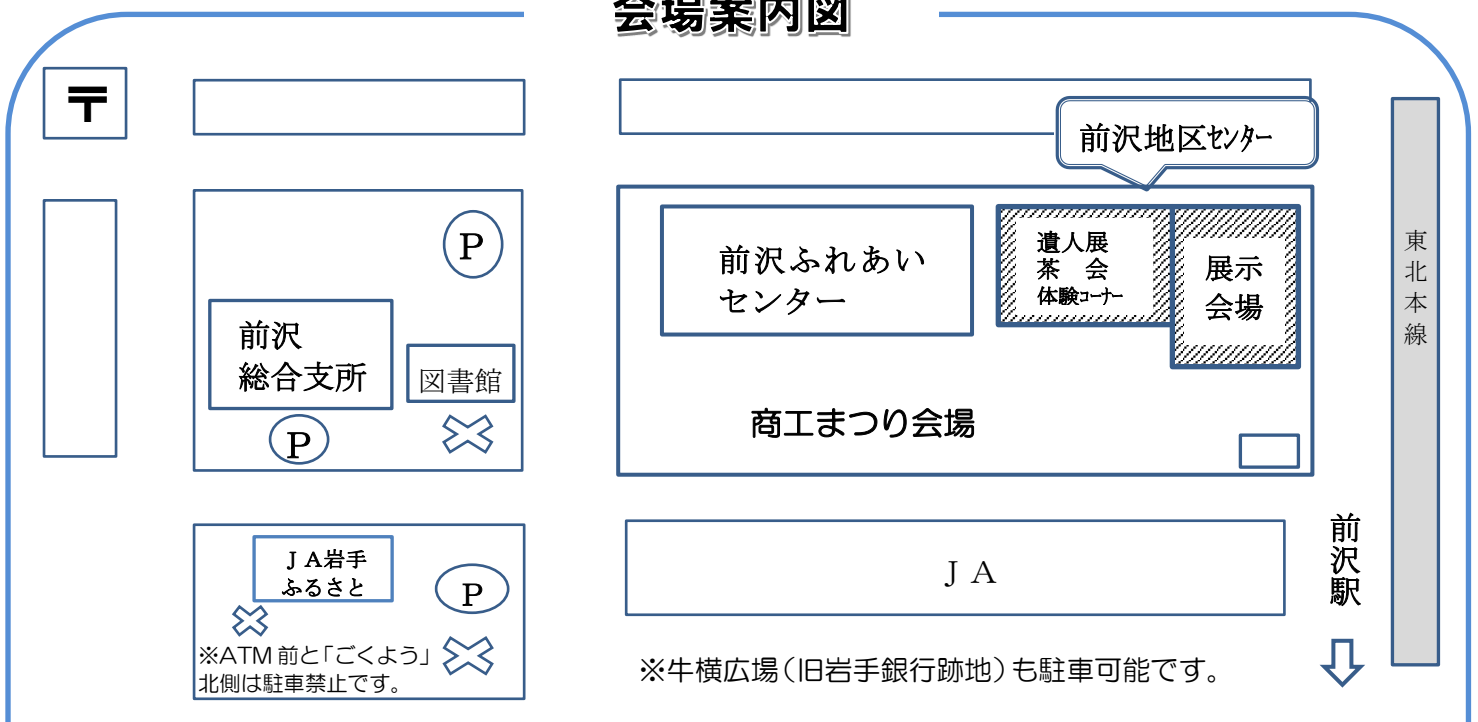 会場案内図
〒
前沢地区ｾﾝﾀｰ
P
前沢ふれあい
センター
遺人展
茶　会
体験ｺｰﾅｰ
展示
会場
東北本線
前沢
総合支所
図書館
P
商工まつり会場
ＪＡ岩手
ふるさと
P
※ATM前と「ごくよう」
北側は駐車禁止です。
ＪＡ
前沢駅
※牛横広場（旧岩手銀行跡地）も駐車可能です。